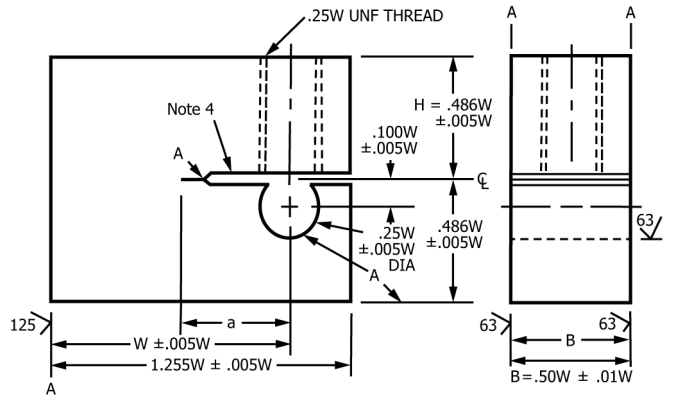 .25W UNF THREAD
A
A
Note 4
A
H = .486W
±.005W
.100W
±.005W
℄
.25W
±.005W
DIA
.486W
±.005W
A
63
125
a
W ±.005W
1.255W ± .005W
A
63
63
B
B=.50W ± .01W